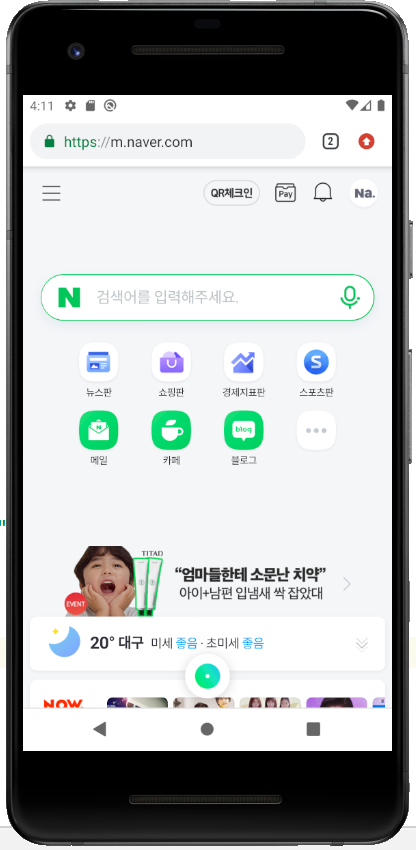 4:11
https://m.naver.com
2
QR체크인
Pay
Na.
N
검색어를 입력해주세요.
S
뉴스판
쇼핑판
경제지표판
스포츠판
N
blog
메일
카페
블로그
TITAD
“엄마들한테 소문난 치약”
아이+남편 입냄새 싹 잡았대
EVENT
20° 대구 미세 좋음 · 초미세 좋음
NOW